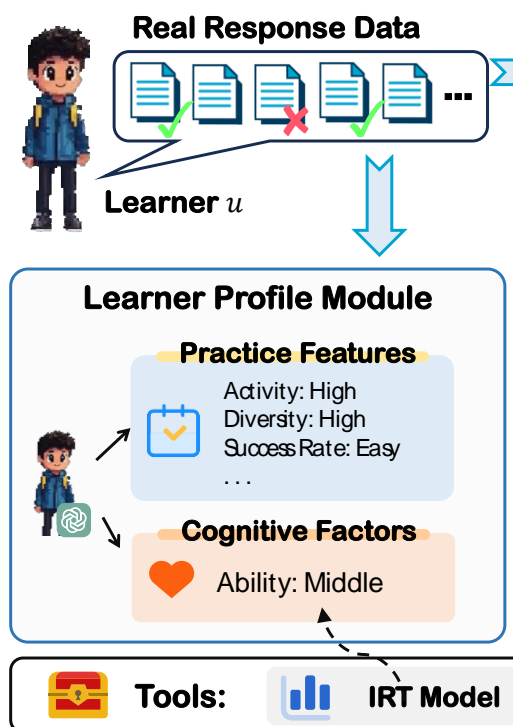 Real Response Data
...
Learner u
Learner Profile Module
Practice Features
Activity: High
Diversity: High
Success Rate: Easy
. . .
Cognitive Factors
Ability: Middle
Tools:
IRT Model